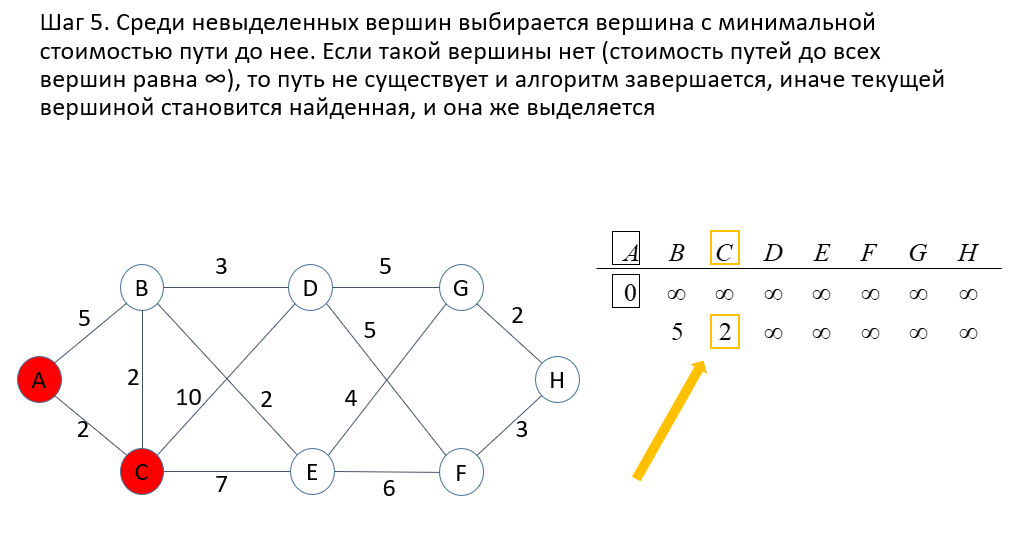 Шаг 5. Среди невыделенных вершин выбирается вершина с минимальной
стоимостью пути до нее. Если такой вершины нет (стоимость путей до всех
вершин равна ∞), то путь не существует и алгоритм завершается, иначе текущей
вершиной становится найденная, и она же выделяется
A B C D E F G H
0 ∞ ∞ ∞ ∞ ∞ ∞ ∞
5 2 ∞ ∞ ∞ ∞ ∞
3 5
B D G
5 5 2
A 2 10 2 4 H
2 3
C E F
7 6